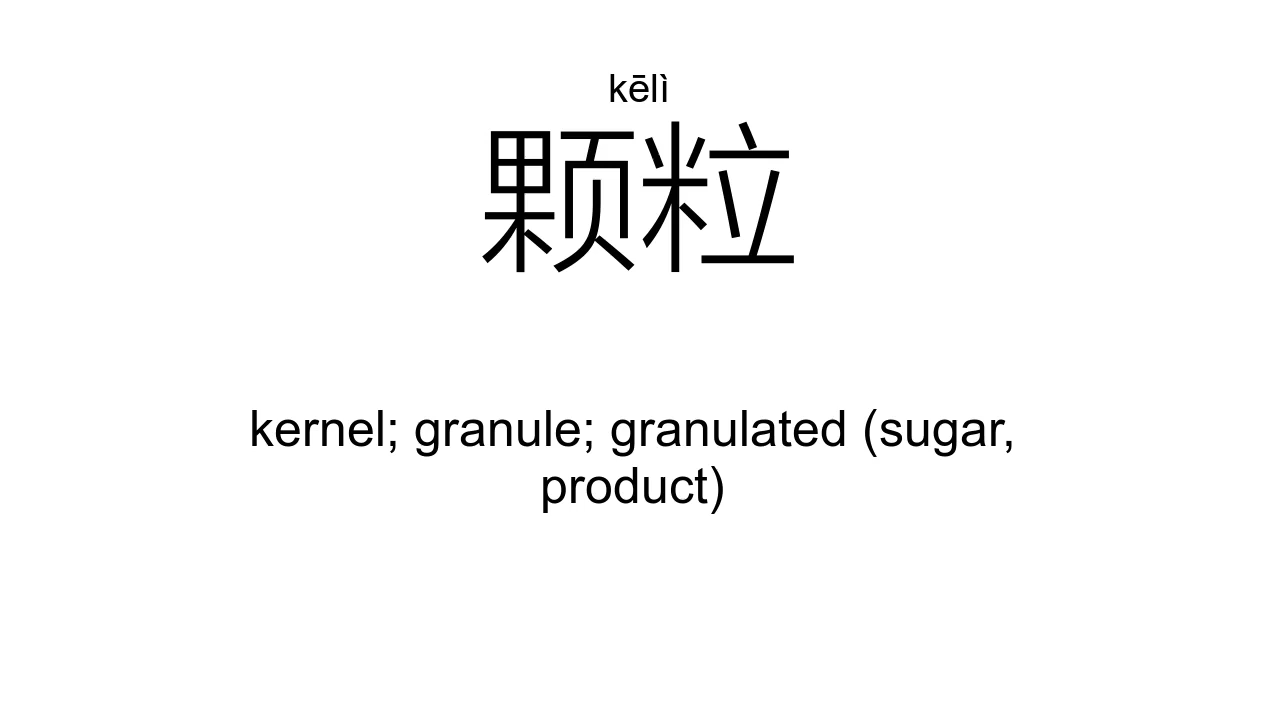 kēlì
颗粒
kernel; granule; granulated (sugar,
product)